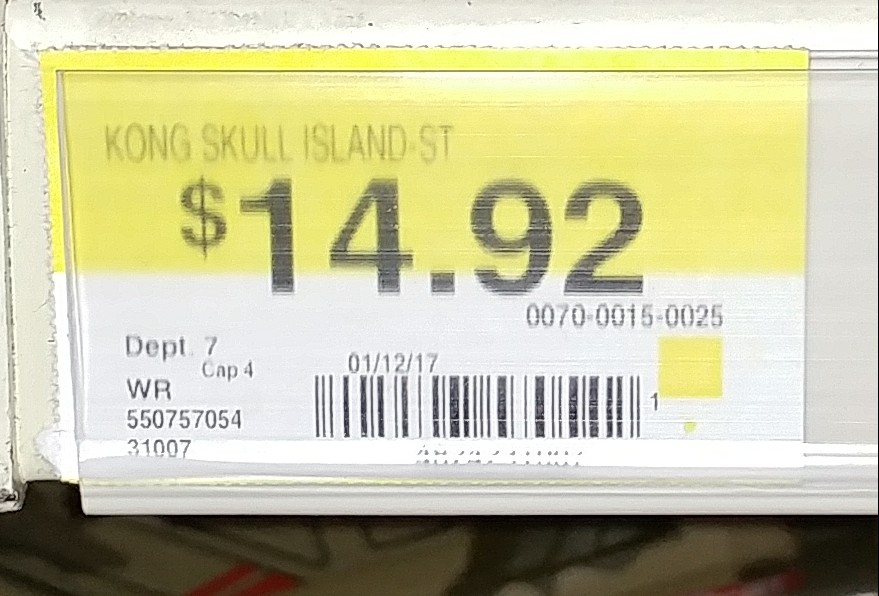 KONG SKULL ISLAND-ST
$14.92
0070-0015-0025
Dept. 7
Cap 4
01/12/17
WR
1
550757054
31007